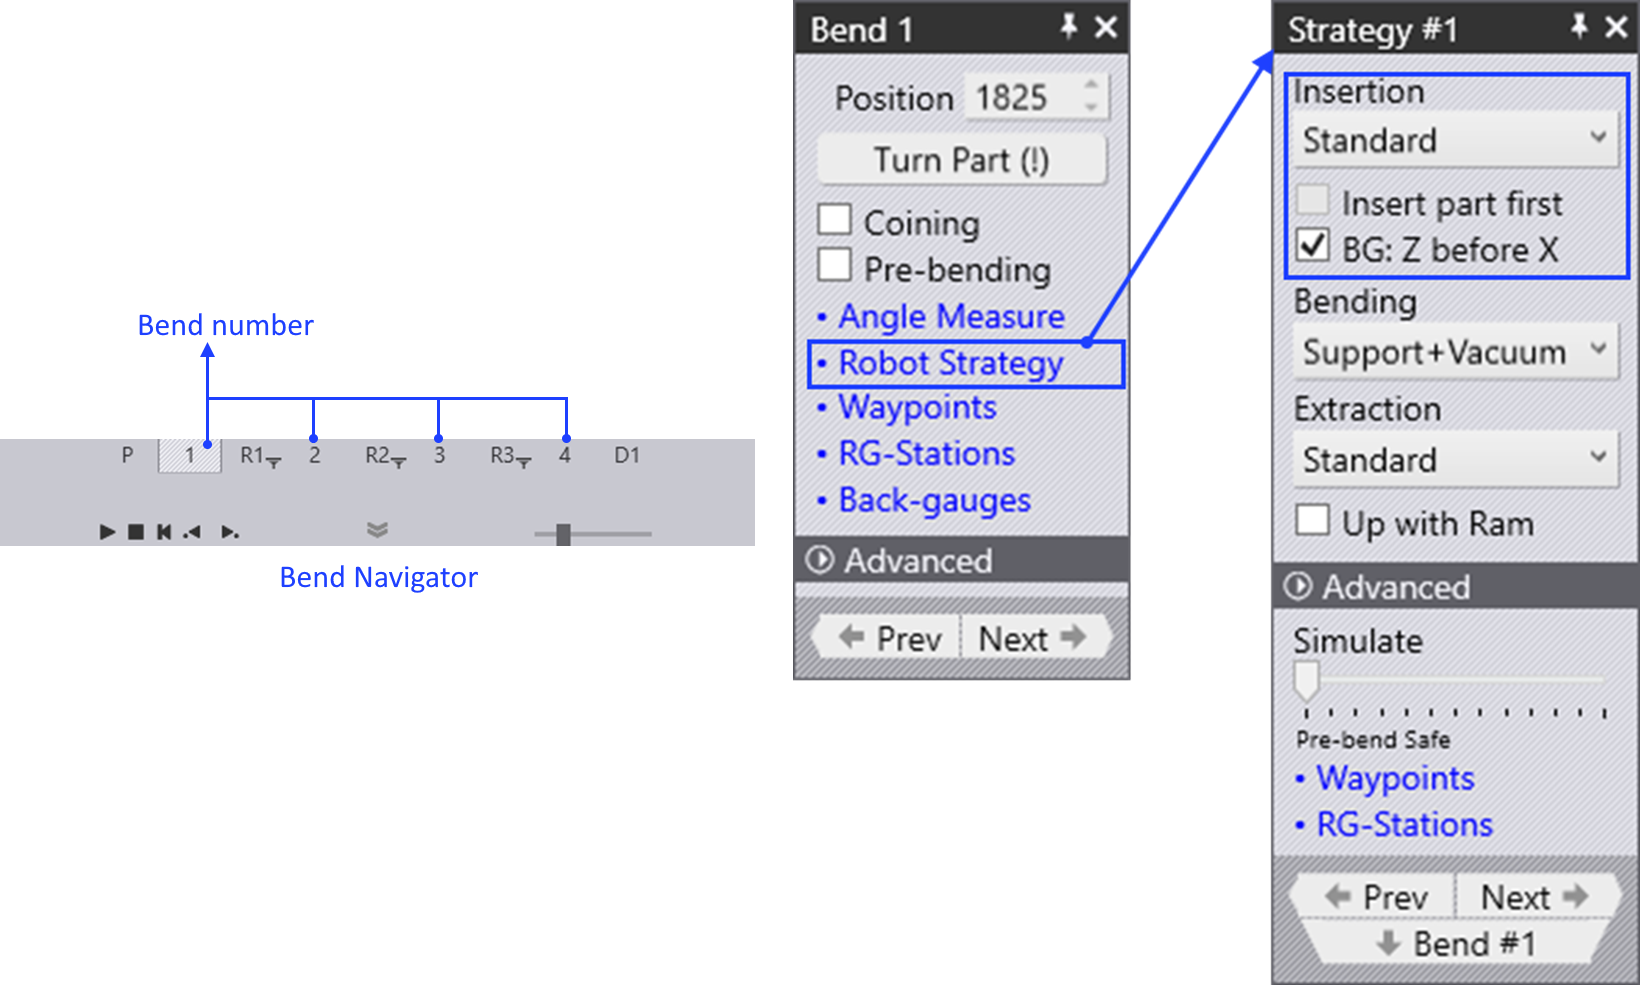 Bend number
P 1 R1 2 R2 3 R3 4 D1
Bend Navigator
Bend 1
Position 1825
Turn Part (!)
Coining
Pre-bending
• Angle Measure
• Robot Strategy
• Waypoints
• RG-Stations
• Back-gauges
Advanced
Prev Next
Strategy #1
Insertion
Standard
Insert part first
BG: Z before X
Bending
Support+Vacuum
Extraction
Standard
Up with Ram
Advanced
Simulate
Pre-bend Safe
• Waypoints
• RG-Stations
Prev Next
Bend #1